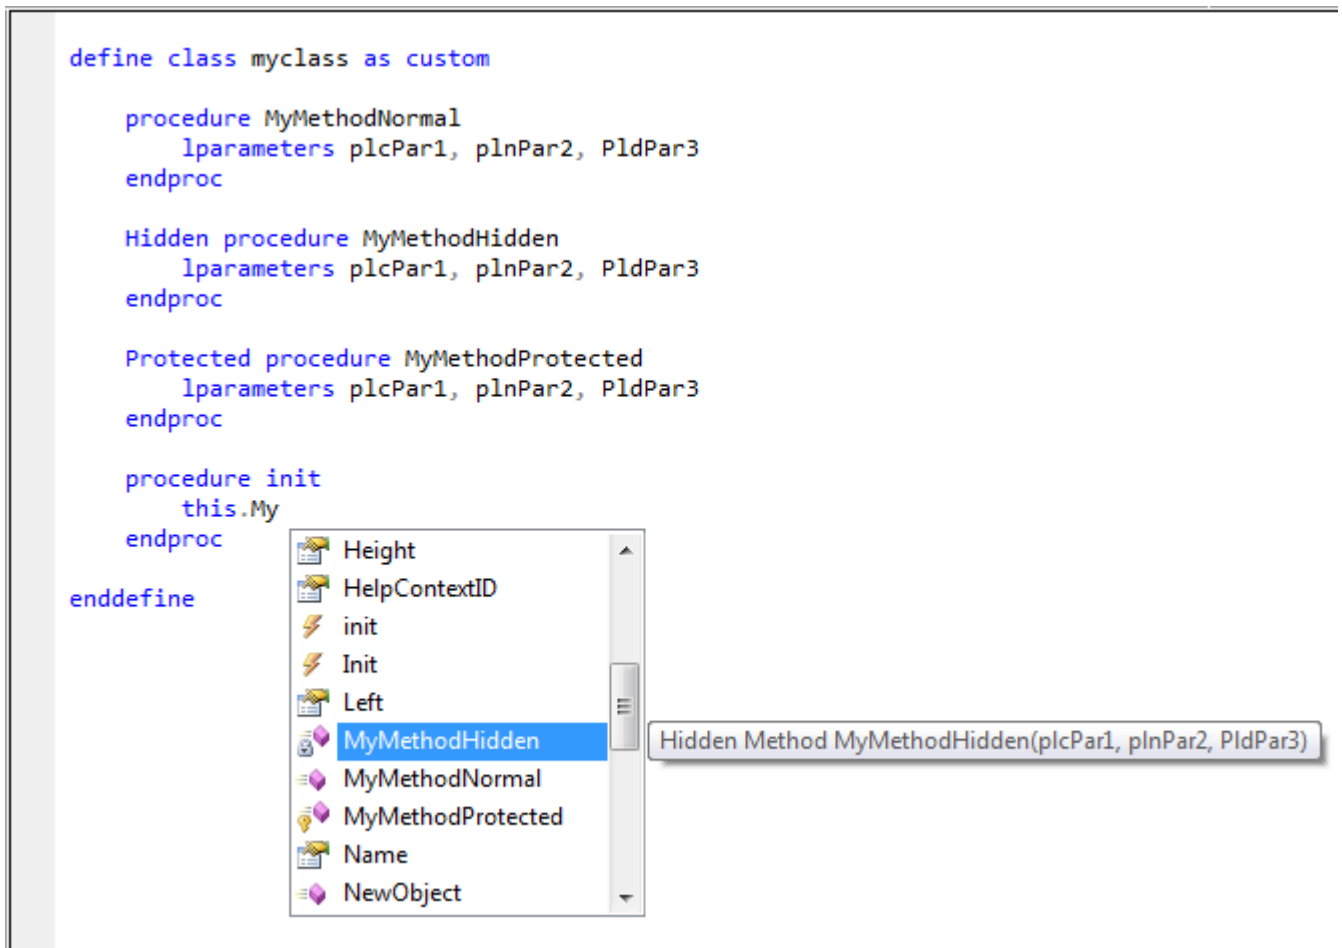 define class myclass as custom
procedure MyMethodNormal
lparameters plcPar1, plnPar2, PldPar3
endproc
Hidden procedure MyMethodHidden
lparameters plcPar1, plnPar2, PldPar3
endproc
Protected procedure MyMethodProtected
lparameters plcPar1, plnPar2, PldPar3
endproc
procedure init
this.My
endproc
enddefine
Height
HelpContextID
init
Init
Left
MyMethodHidden
Hidden Method MyMethodHidden(plcPar1, plnPar2, PldPar3)
MyMethodNormal
MyMethodProtected
Name
NewObject